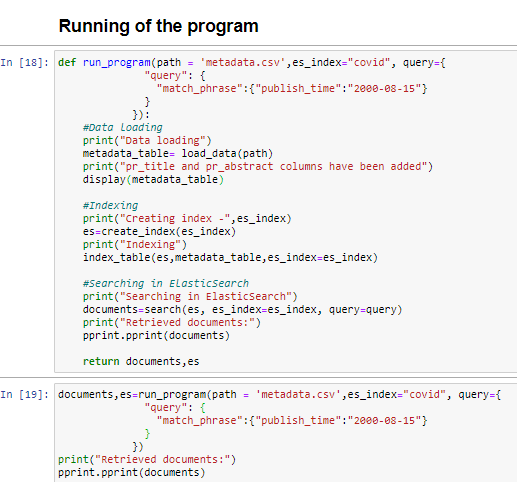 Running of the program
In [18]: def run_program(path = 'metadata.csv',es_index="covid", query={
"query": {
"match_phrase":{"publish_time":"2000-08-15"}
}
}):
#Data Loading
print("Data loading")
metadata_table= load_data(path)
print("pr_title and pr_abstract columns have been added")
display(metadata_table)
#Indexing
print("Creating index -",es_index)
es=create_index(es_index)
print("Indexing")
index_table(es,metadata_table,es_index=es_index)
#Searching in ElasticSearch
print("Searching in ElasticSearch")
documents=search(es, es_index=es_index, query=query)
print("Retrieved documents:")
pprint.pprint(documents)
return documents,es
In [19]: documents,es=run_program(path = 'metadata.csv',es_index="covid", query={
"query": {
"match_phrase":{"publish_time":"2000-08-15"}
}
})
print("Retrieved documents:")
pprint.pprint(documents)